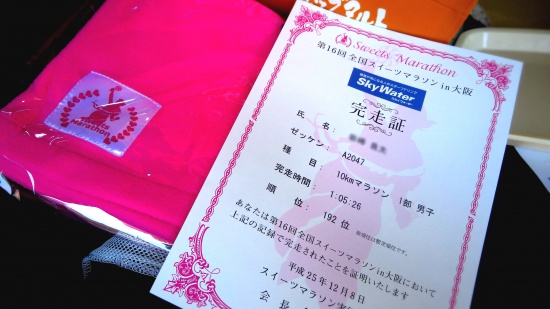 Sweets Marathon
第16回 全国スイーツマラソン in 大阪
SkyWater
完走証
氏 名 :
ゼッケン : A2047
種 目 : 10kmマラソン 1部 男子
完走時間 : 1:05:26
順 位 : 192 位
あなたは第16回全国スイーツマラソンin大阪において
上記の記録で完走されたことを証明いたします
平成25年12月8日
スイーツマラソン実
会 長
Marathon